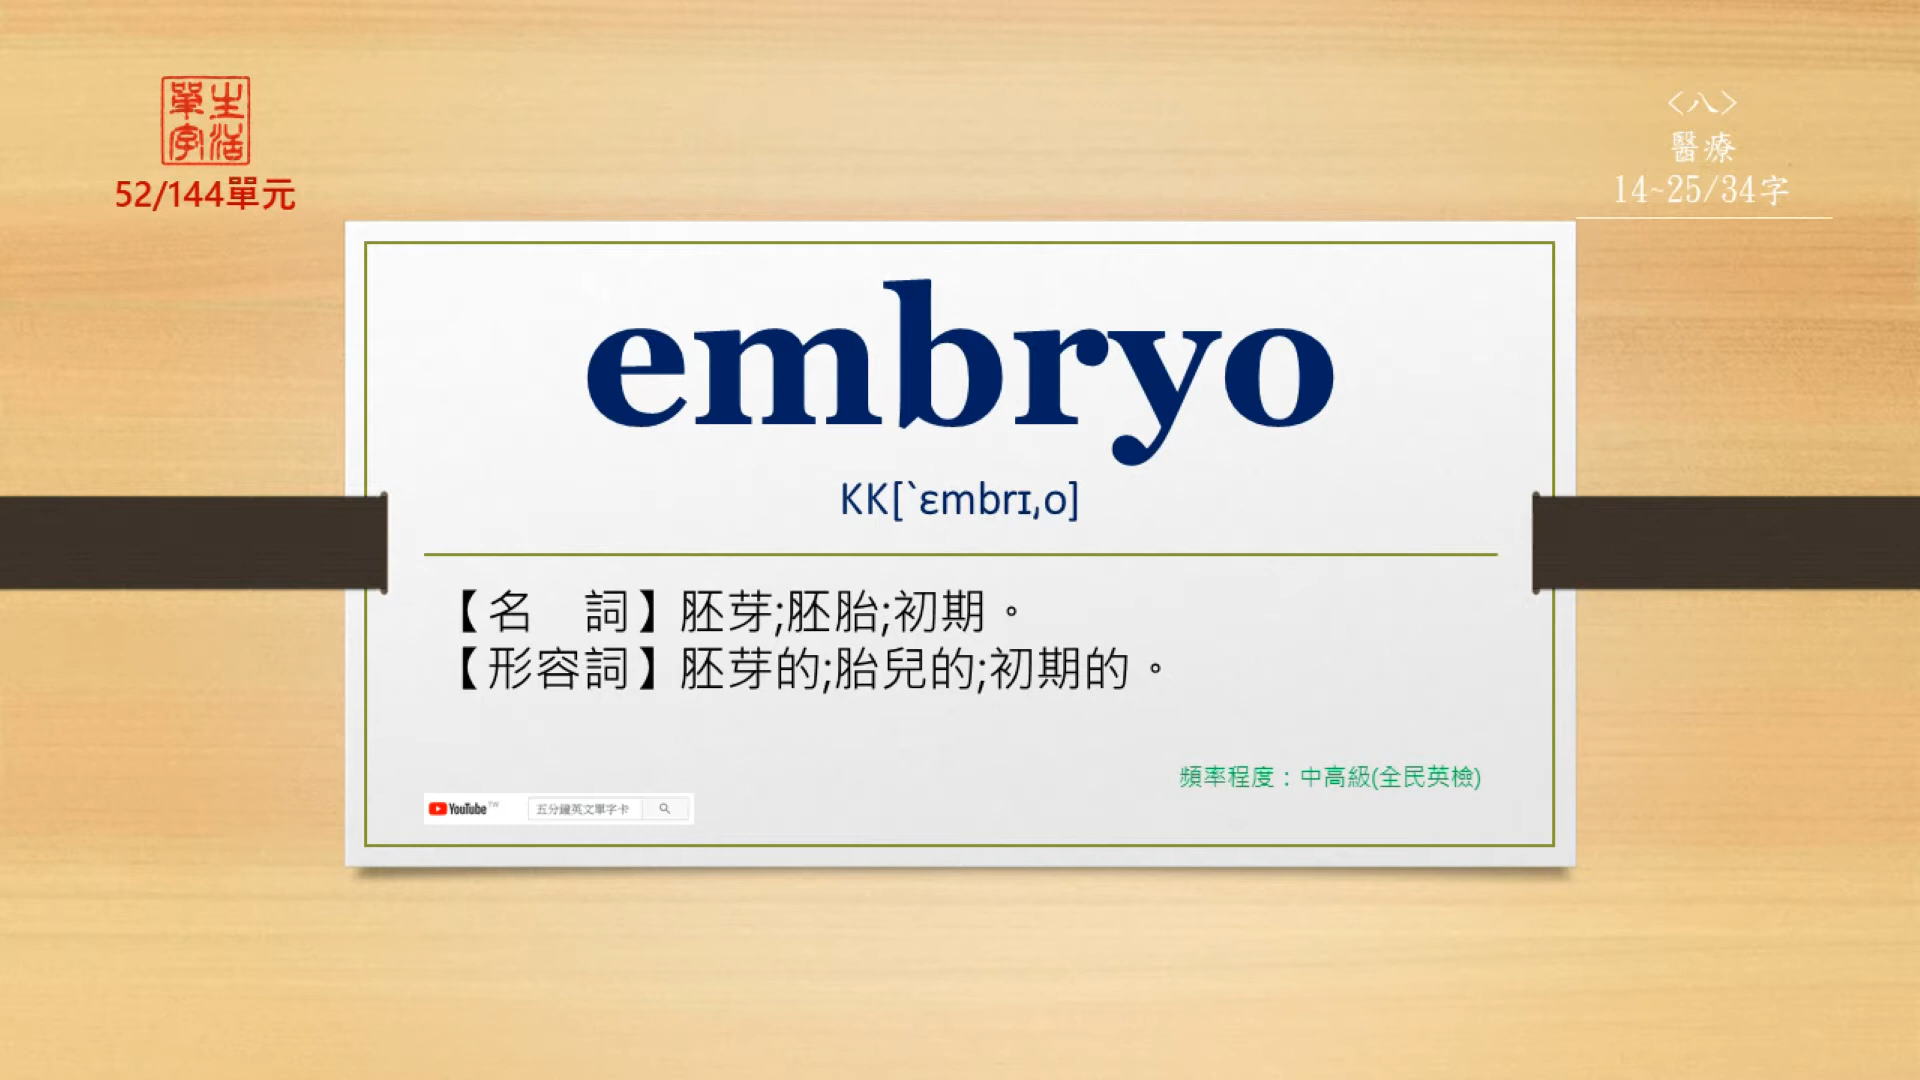 生活
單字
52/144單元
<八>
醫療
14~25/34字
embryo
KK[ˋɛmbrɪ,o]
【名　詞】胚芽;胚胎;初期。
【形容詞】胚芽的;胎兒的;初期的。
頻率程度：中高級(全民英檢)
YouTube TW 五分鐘英文單字卡